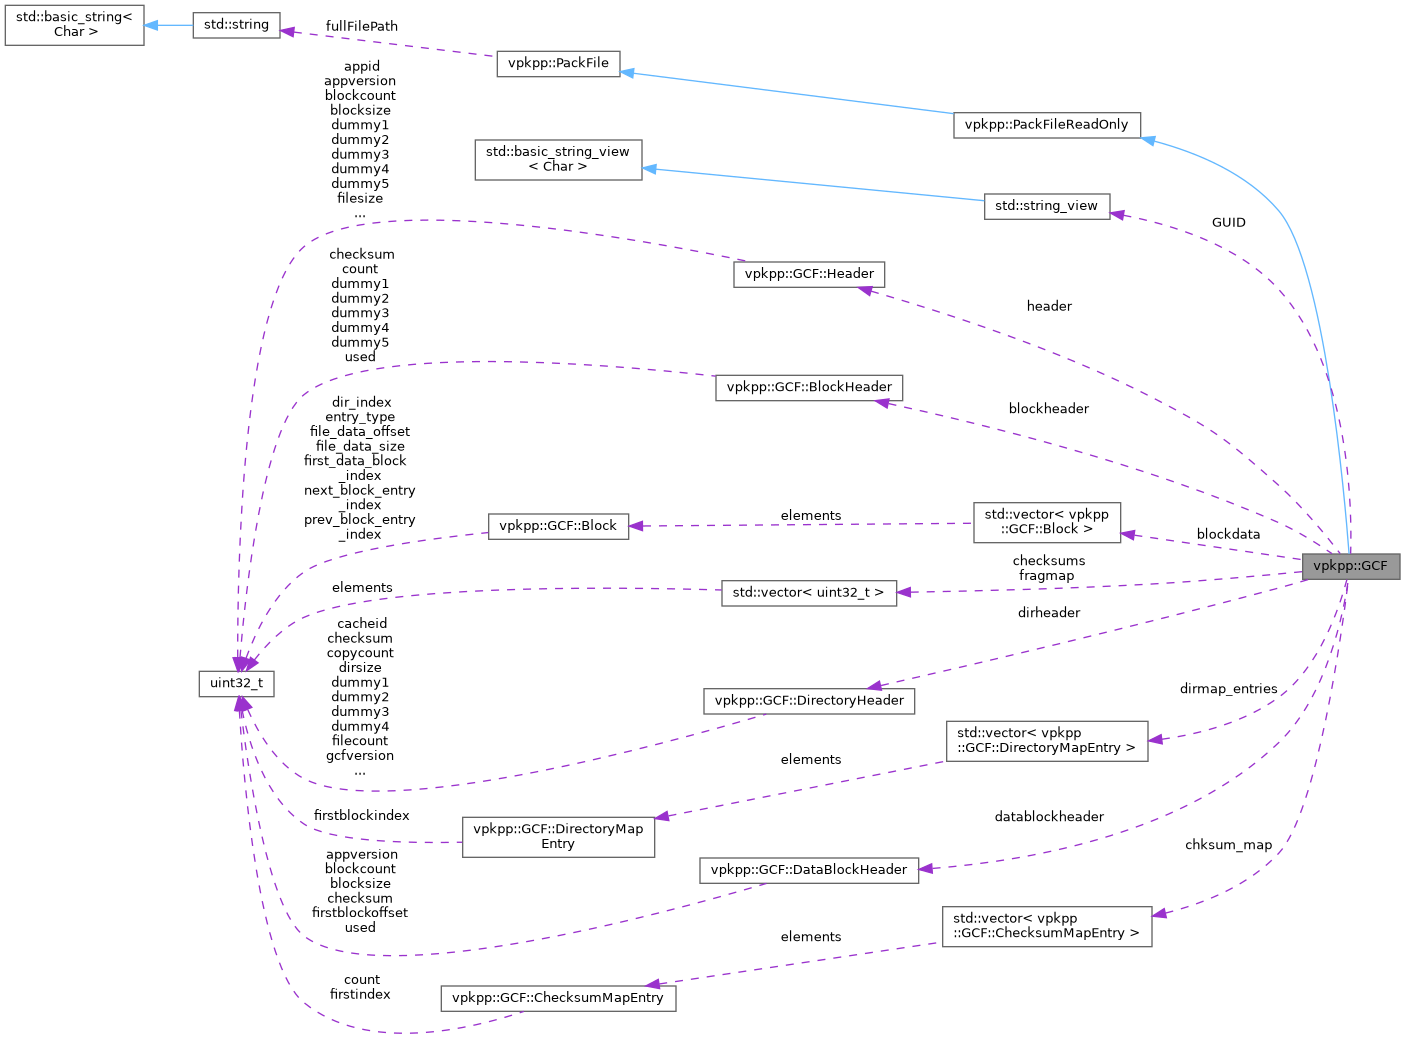 std::basic_string<
Char >
std::string
fullFilePath
vpkpp::PackFile
appid
appversion
blockcount
blocksize
dummy1
dummy2
dummy3
dummy4
dummy5
filesize
...
vpkpp::PackFileReadOnly
std::basic_string_view
< Char >
std::string_view
GUID
vpkpp::GCF::Header
header
checksum
count
dummy1
dummy2
dummy3
dummy4
dummy5
used
vpkpp::GCF::BlockHeader
blockheader
dir_index
entry_type
file_data_offset
file_data_size
first_data_block
_index
next_block_entry
_index
prev_block_entry
_index
vpkpp::GCF::Block
elements
std::vector< vpkpp
::GCF::Block >
blockdata
vpkpp::GCF
checksums
fragmap
elements
std::vector< uint32_t >
dirheader
cacheid
checksum
copycount
dirsize
dummy1
dummy2
dummy3
dummy4
filecount
gcfversion
...
uint32_t
vpkpp::GCF::DirectoryHeader
dirmap_entries
std::vector< vpkpp
::GCF::DirectoryMapEntry >
elements
firstblockindex
vpkpp::GCF::DirectoryMap
Entry
datablockheader
chksum_map
appversion
blockcount
blocksize
checksum
firstblockoffset
used
vpkpp::GCF::DataBlockHeader
std::vector< vpkpp
::GCF::ChecksumMapEntry >
elements
count
firstindex
vpkpp::GCF::ChecksumMapEntry